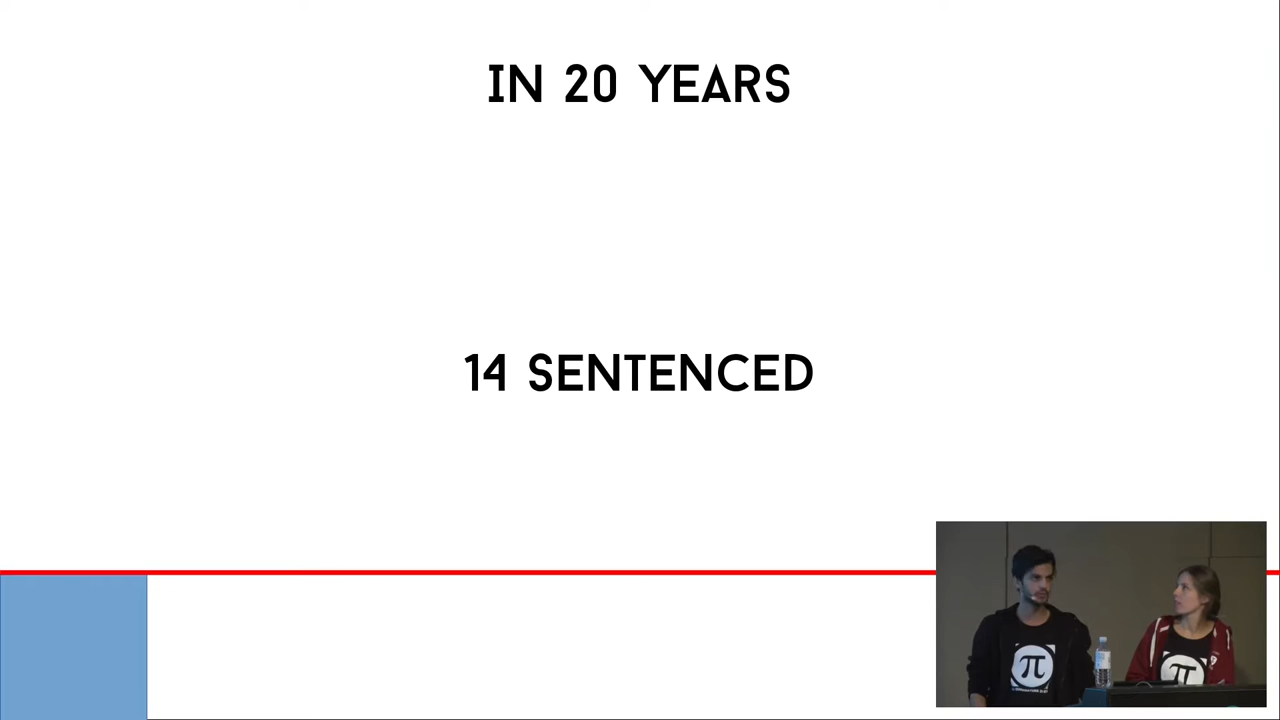 IN 20 YEARS
14 SENTENCED
π
π